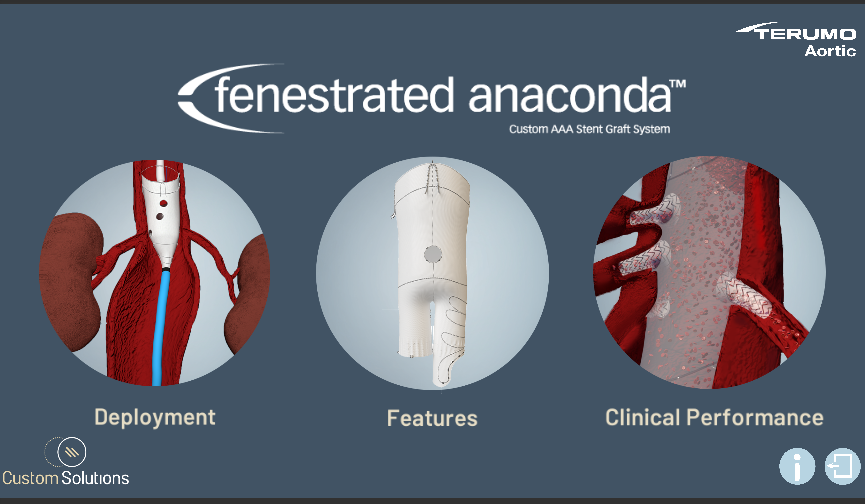 TERUMO
Aortic
fenestrated anaconda™
Custom AAA Stent Graft System
Deployment
Features
Clinical Performance
Custom Solutions
i